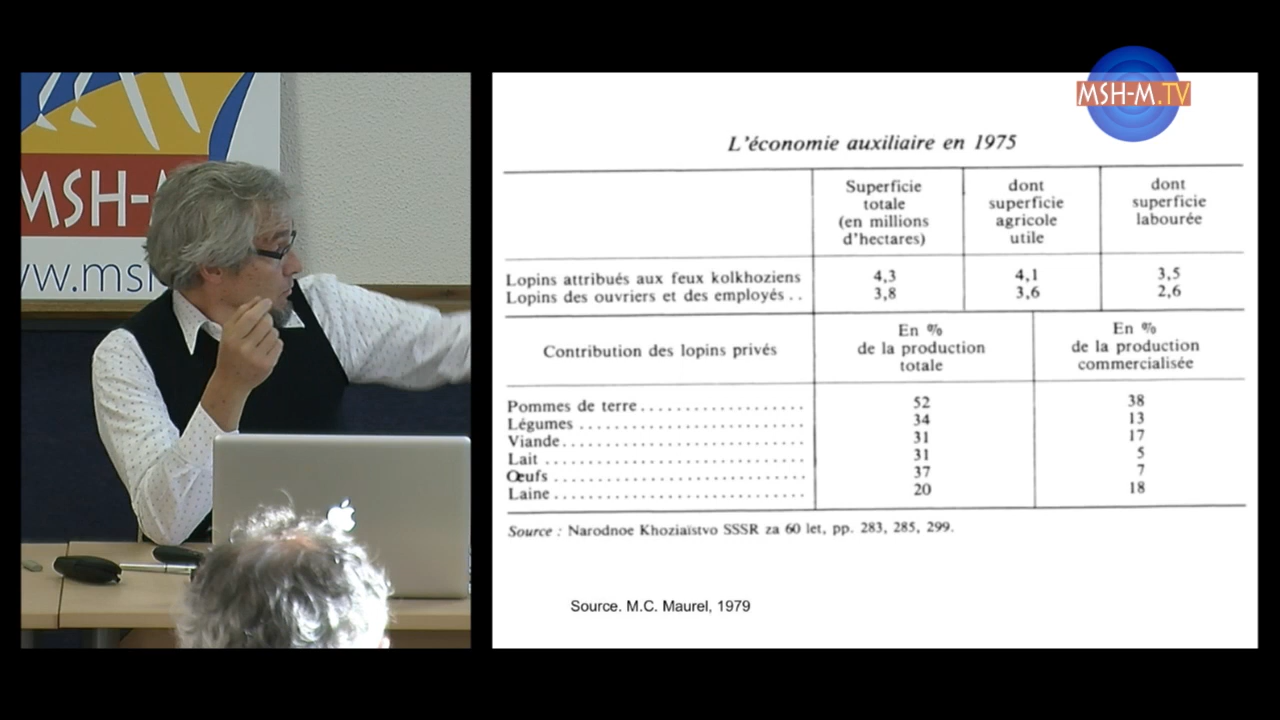 MSH-M
ww.msh
MSH-M.TV
L'économie auxiliaire en 1975
Superficie
totale
(en millions
d'hectares)
dont
superficie
agricole
utile
dont
superficie
labourée
Lopins attribués aux feux kolkhoziens 4,3 4,1 3,5
Lopins des ouvriers et des employés . . 3,8 3,6 2,6
Contribution des lopins privés
En %
de la production
totale
En %
de la production
commercialisée
Pommes de terre . . . . . . . . . . . . . . . . . . . 52 38
Légumes . . . . . . . . . . . . . . . . . . . . . . . . . . 34 13
Viande . . . . . . . . . . . . . . . . . . . . . . . . . . . . 31 17
Lait . . . . . . . . . . . . . . . . . . . . . . . . . . . . . . 31 5
Œufs . . . . . . . . . . . . . . . . . . . . . . . . . . . . . 37 7
Laine . . . . . . . . . . . . . . . . . . . . . . . . . . . . . 20 18
Source : Narodnoe Khoziaïstvo SSSR za 60 let, pp. 283, 285, 299.
Source. M.C. Maurel, 1979